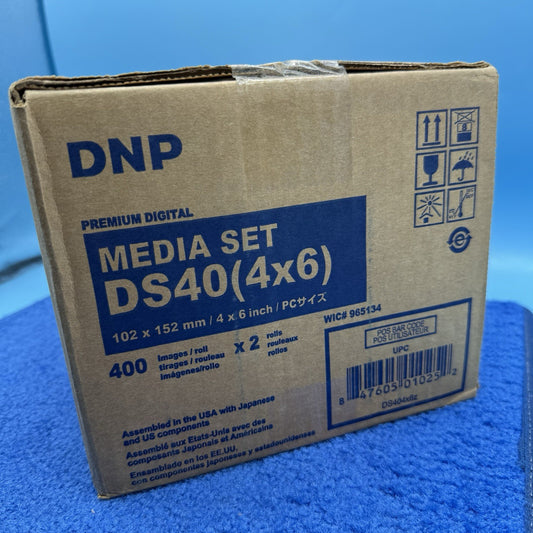 DNP
PREMIUM DIGITAL
MEDIA SET
DS40(4x6)
102 x 152 mm / 4 x 6 inch / PCサイズ
400 Images / roll x 2 rolls
tirages / rouleau rouleaux
imágenes/rollo rollos
WIC# 965134
POS BAR CODE
POS UTILISATEUR
UPC
8 47605 01025 2
DS404x6z
Assembled in the USA with Japanese
and US components
Assemblé aux Etats-Unis avec des
composants Japonais et Américains
Ensamblado en los EE.UU.
con componentes japoneses y estadounidenses